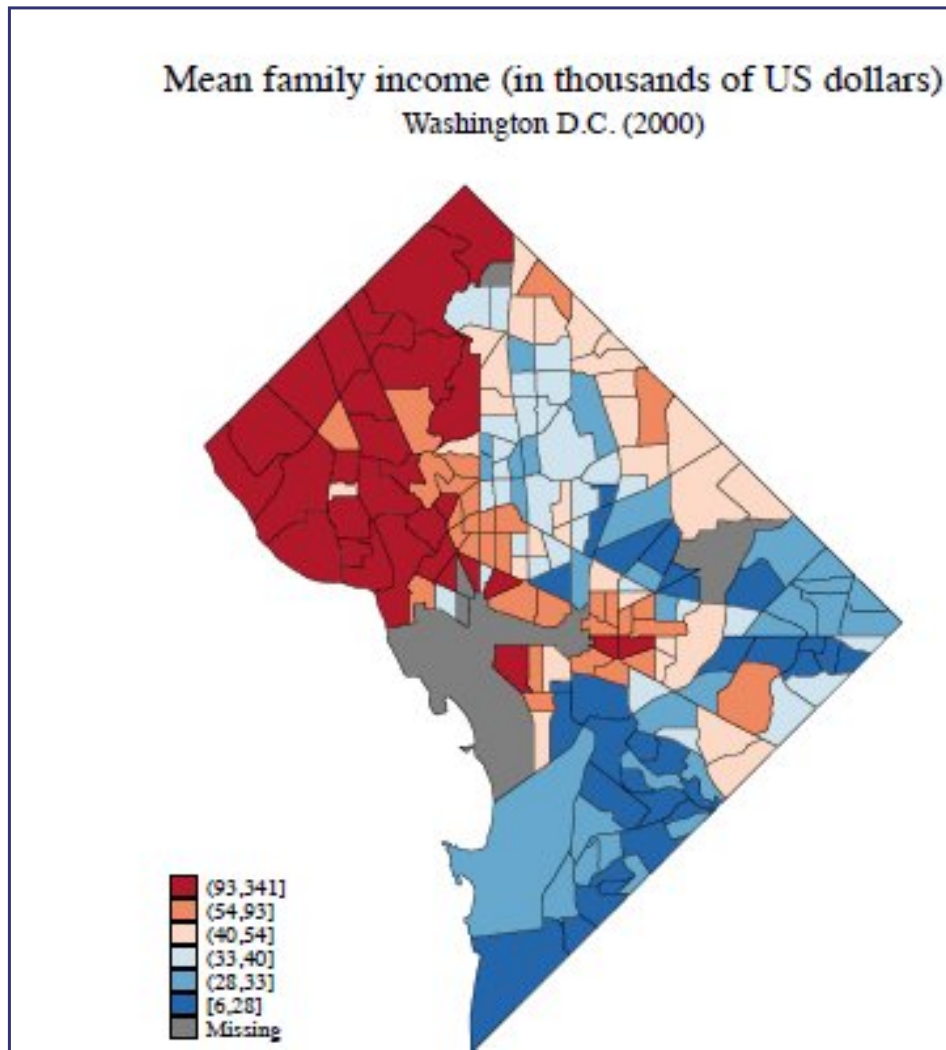 Mean family income (in thousands of US dollars)
Washington D.C. (2000)
(93,341]
(54,93]
(40,54]
(33,40]
(28,33]
[6,28]
Missing